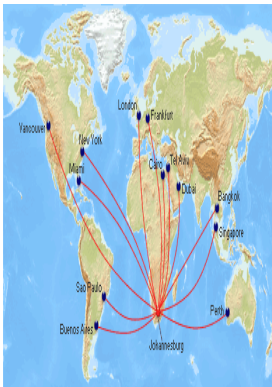 London
Frankfurt
Vancouver
New York
Miami
Cairo
Tel Aviv
Dubai
Bangkok
Singapore
Sao Paulo
Buenos Aires
Perth
Johannesburg